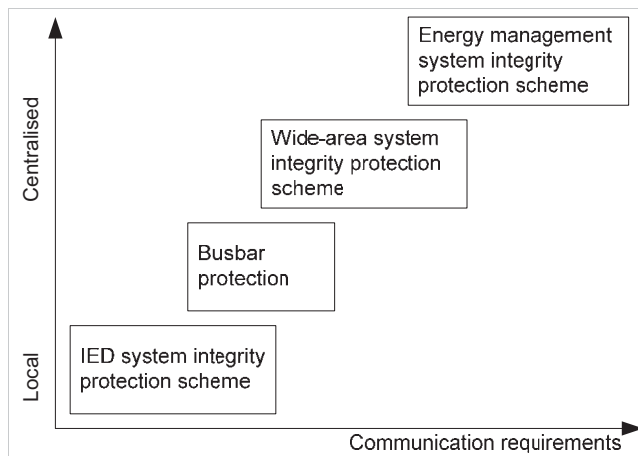 Energy management
system integrity
protection scheme
Centralised
Wide-area system
integrity protection
scheme
Busbar
protection
IED system integrity
protection scheme
Local
Communication requirements